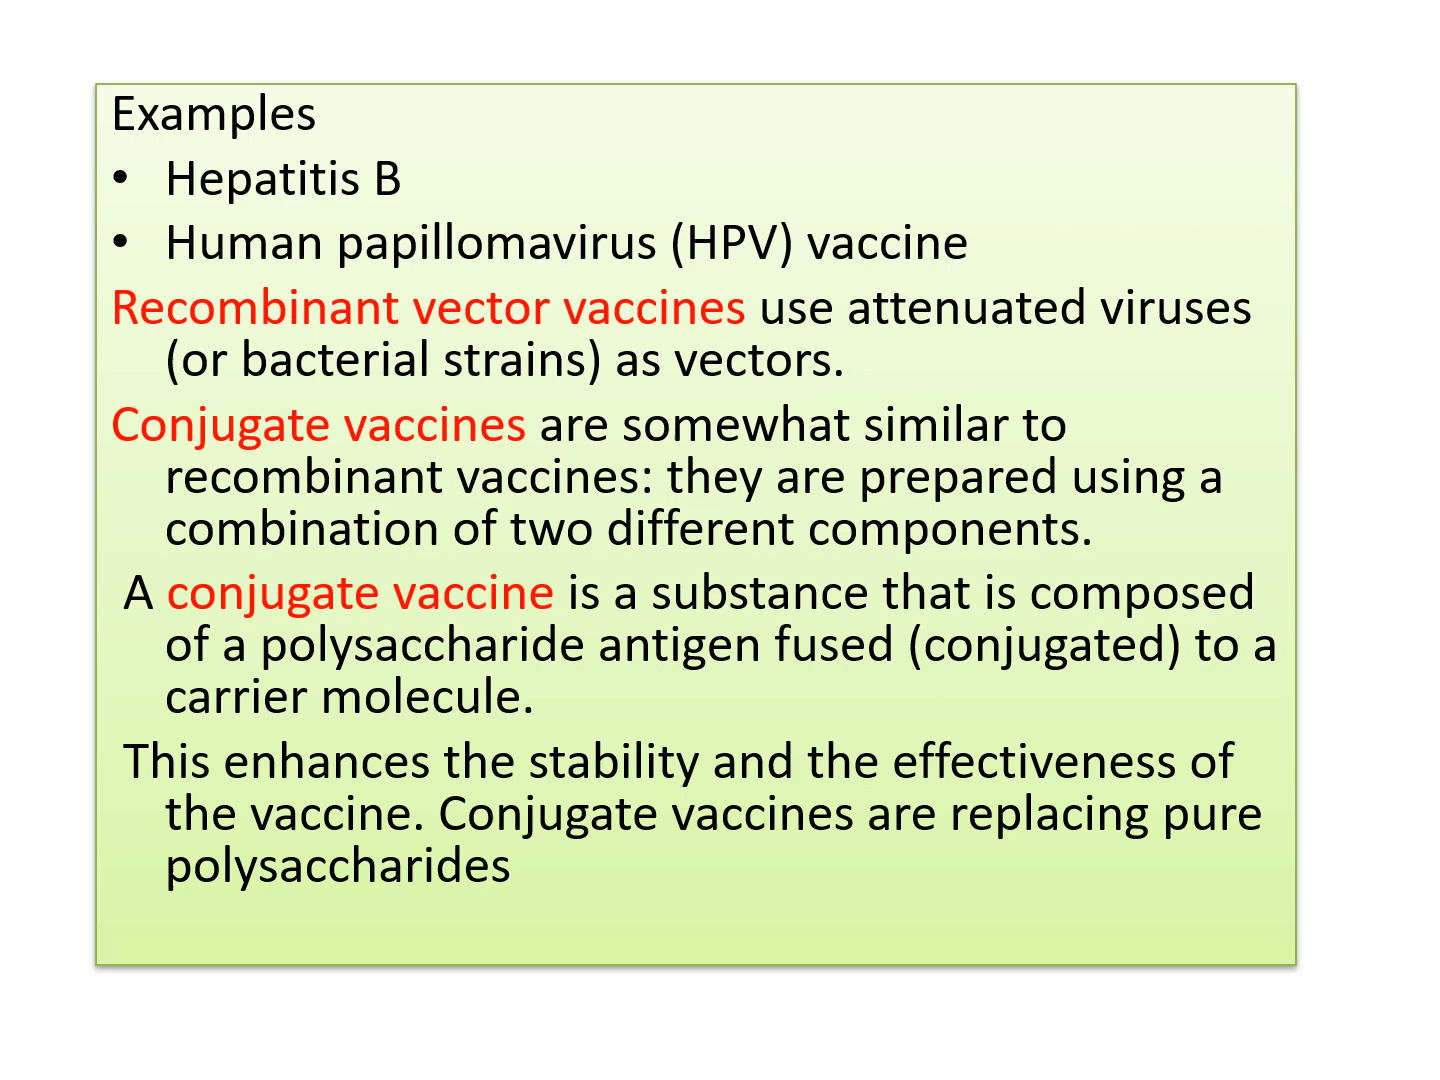 Examples
• Hepatitis B
• Human papillomavirus (HPV) vaccine
Recombinant vector vaccines use attenuated viruses
(or bacterial strains) as vectors.
Conjugate vaccines are somewhat similar to
recombinant vaccines: they are prepared using a
combination of two different components.
A conjugate vaccine is a substance that is composed
of a polysaccharide antigen fused (conjugated) to a
carrier molecule.
This enhances the stability and the effectiveness of
the vaccine. Conjugate vaccines are replacing pure
polysaccharides